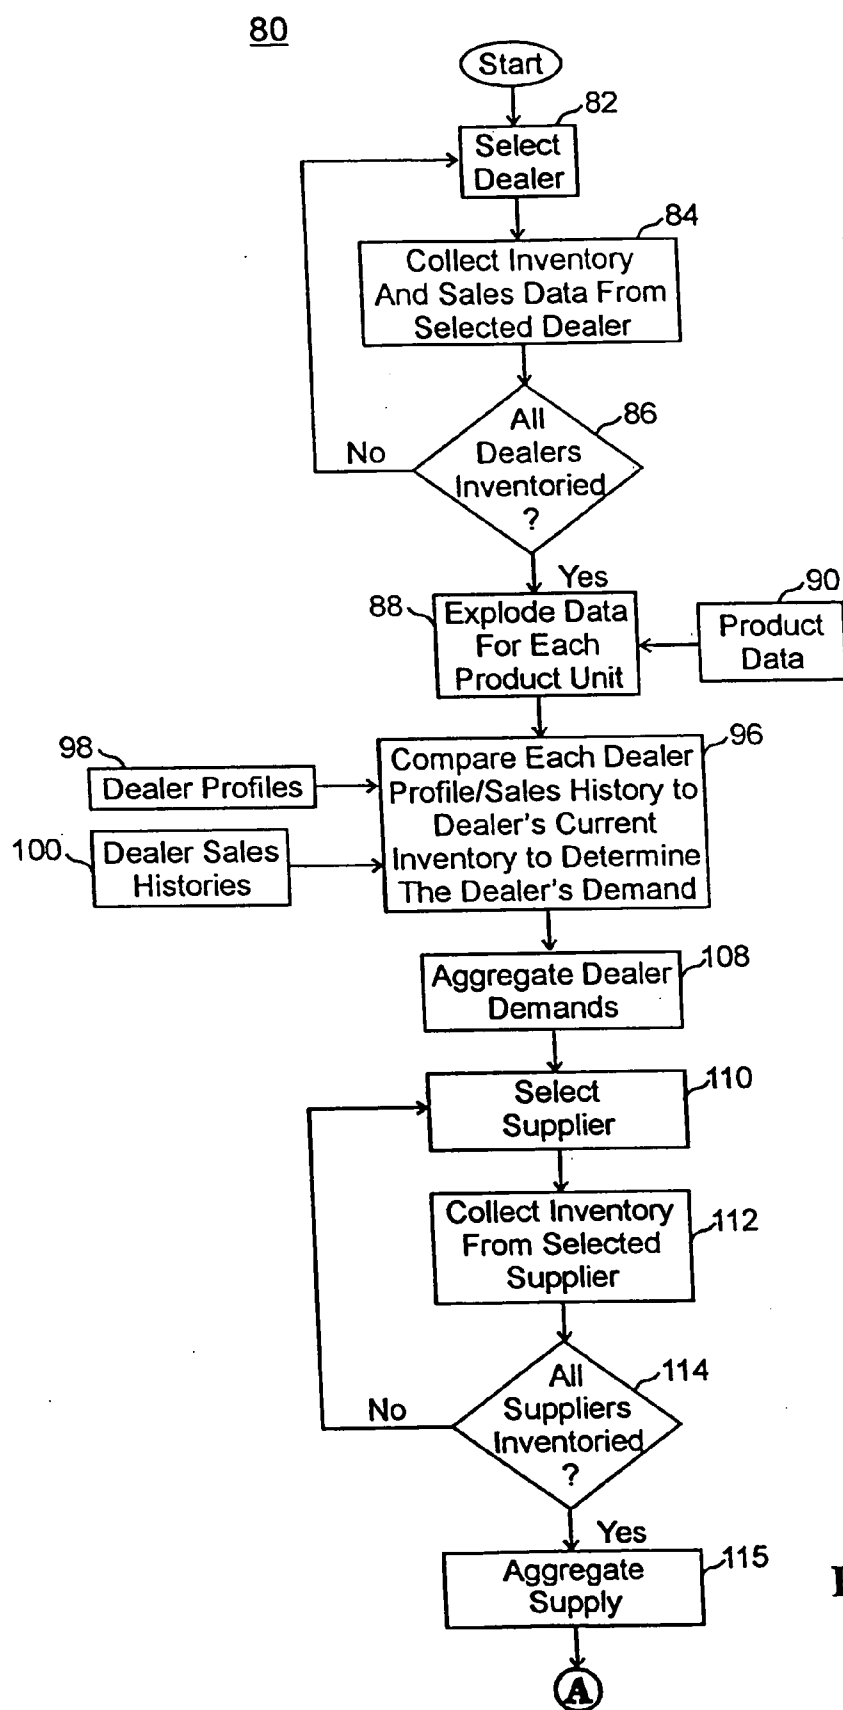 80
Start
82
Select
Dealer
84
Collect Inventory
And Sales Data From
Selected Dealer
86
All
Dealers
Inventoried
?
No
Yes
88
Explode Data
For Each
Product Unit
90
Product
Data
98
Dealer Profiles
100
Dealer Sales
Histories
96
Compare Each Dealer
Profile/Sales History to
Dealer's Current
Inventory to Determine
The Dealer's Demand
108
Aggregate Dealer
Demands
110
Select
Supplier
112
Collect Inventory
From Selected
Supplier
114
All
Suppliers
Inventoried
?
No
Yes
115
Aggregate
Supply
A